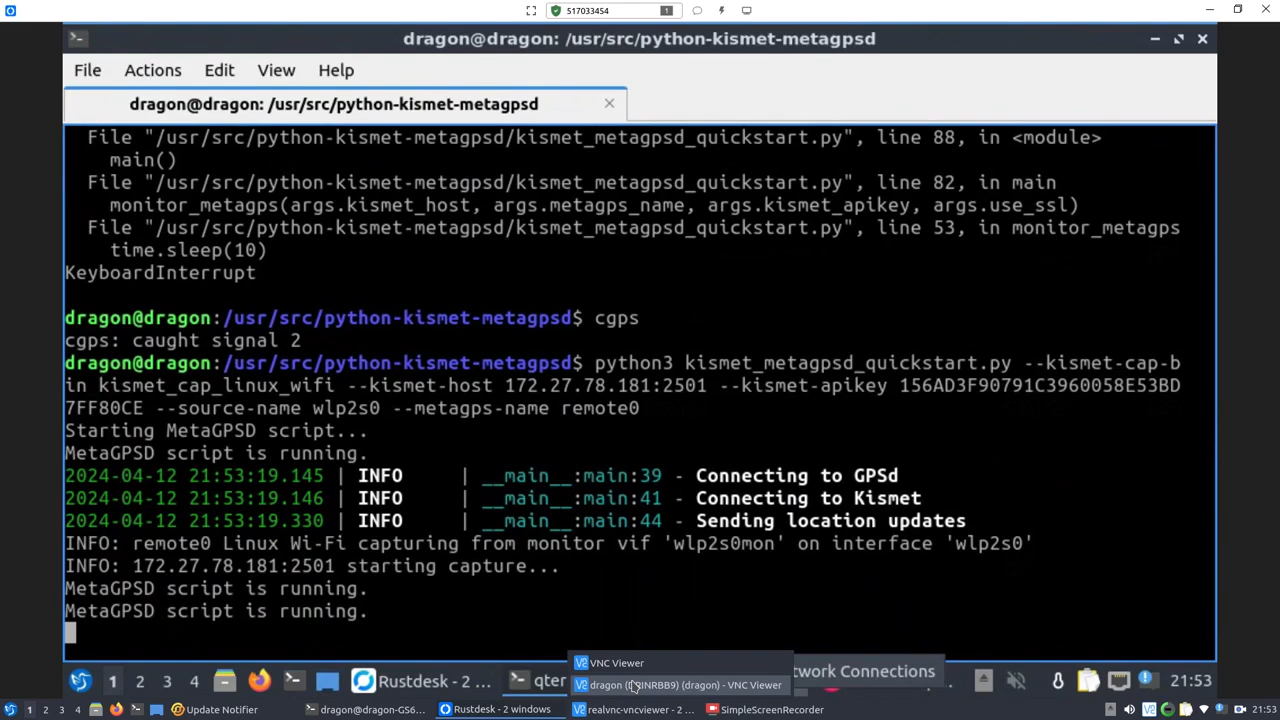 517033454
1
dragon@dragon: /usr/src/python-kismet-metagpsd
File Actions Edit View Help
dragon@dragon: /usr/src/python-kismet-metagpsd
File "/usr/src/python-kismet-metagpsd/kismet_metagpsd_quickstart.py", line 88, in <module>
main()
File "/usr/src/python-kismet-metagpsd/kismet_metagpsd_quickstart.py", line 82, in main
monitor_metagps(args.kismet_host, args.metagps_name, args.kismet_apikey, args.use_ssl)
File "/usr/src/python-kismet-metagpsd/kismet_metagpsd_quickstart.py", line 53, in monitor_metagps
time.sleep(10)
KeyboardInterrupt
dragon@dragon:/usr/src/python-kismet-metagpsd$ cgps
cgps: caught signal 2
dragon@dragon:/usr/src/python-kismet-metagpsd$ python3 kismet_metagpsd_quickstart.py --kismet-cap-b
in kismet_cap_linux_wifi --kismet-host 172.27.78.181:2501 --kismet-apikey 156AD3F90791C3960058E53BD
7FF80CE --source-name wlp2s0 --metagps-name remote0
Starting MetaGPSD script...
MetaGPSD script is running.
2024-04-12 21:53:19.145 | INFO | __main__:main:39 - Connecting to GPSd
2024-04-12 21:53:19.146 | INFO | __main__:main:41 - Connecting to Kismet
2024-04-12 21:53:19.330 | INFO | __main__:main:44 - Sending location updates
INFO: remote0 Linux Wi-Fi capturing from monitor vif 'wlp2s0mon' on interface 'wlp2s0'
INFO: 172.27.78.181:2501 starting capture...
MetaGPSD script is running.
MetaGPSD script is running.
VNC Viewer
dragon (dragon) - VNC Viewer
twork Connections
1 2 3 4 Rustdesk - 2 ... qter 21:53
1 2 3 4 Update Notifier dragon@dragon-GS6... Rustdesk - 2 windows realvnc-vncviewer - 2 ... SimpleScreenRecorder 21:53